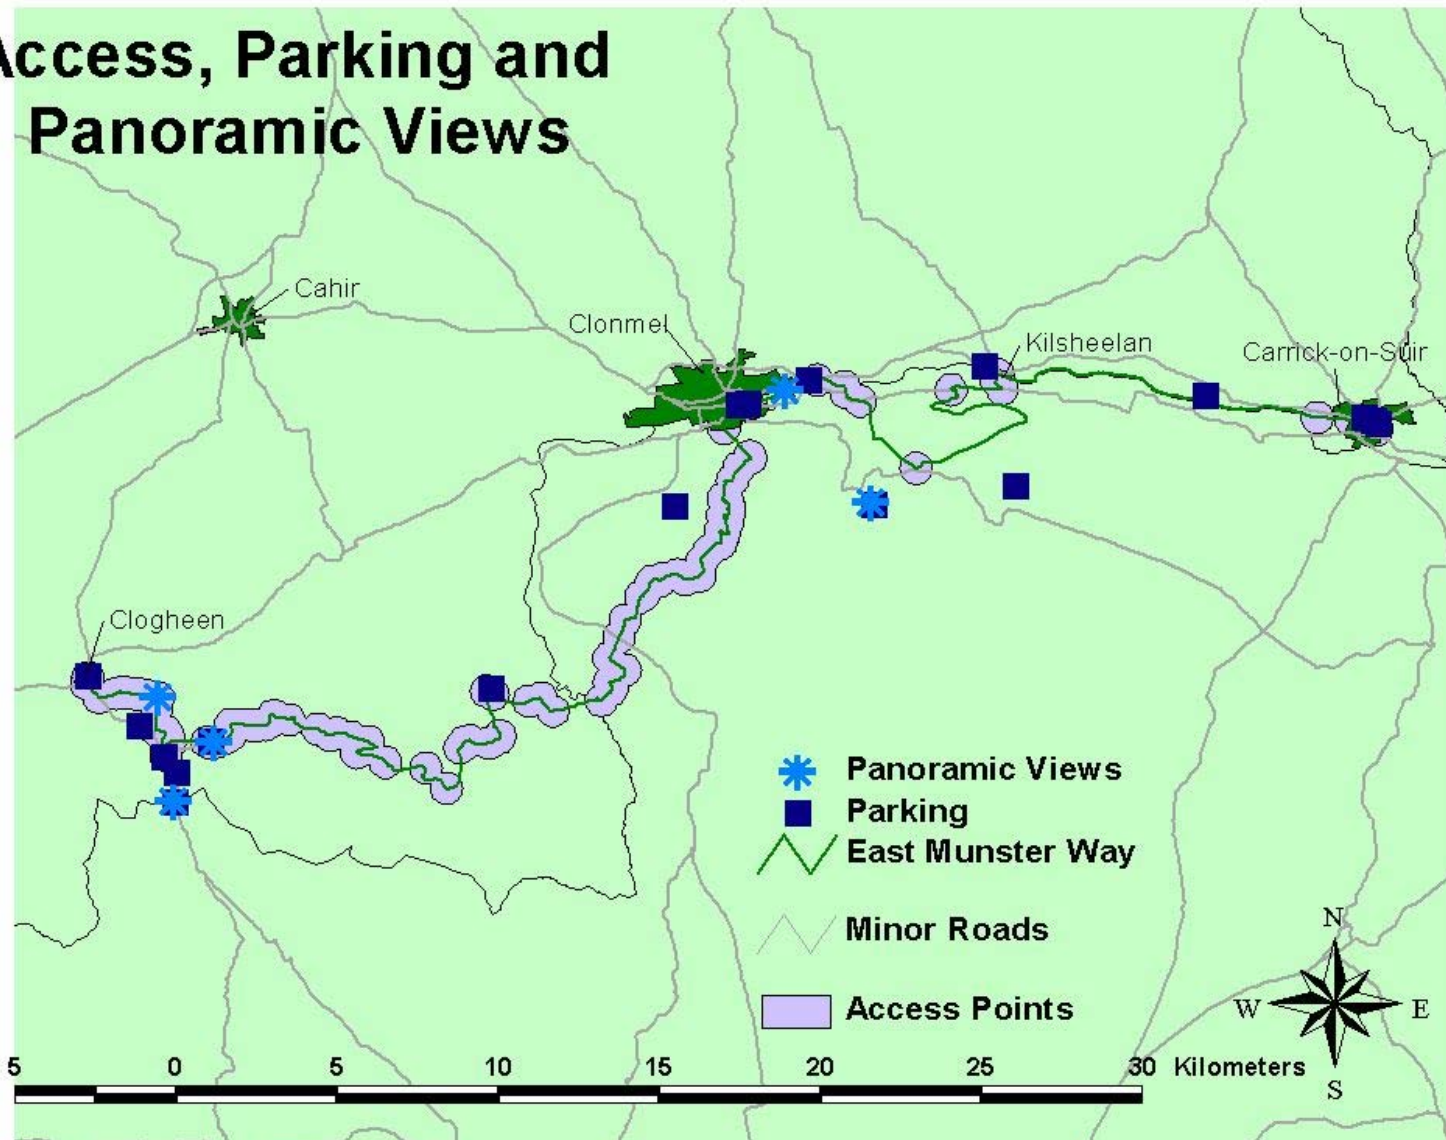 Access, Parking and
Panoramic Views
Cahir
Clonmel
Kilsheelan
Carrick-on-Suir
Clogheen
Panoramic Views
Parking
East Munster Way
Minor Roads
Access Points
N
W
E
S
5 0 5 10 15 20 25 30 Kilometers